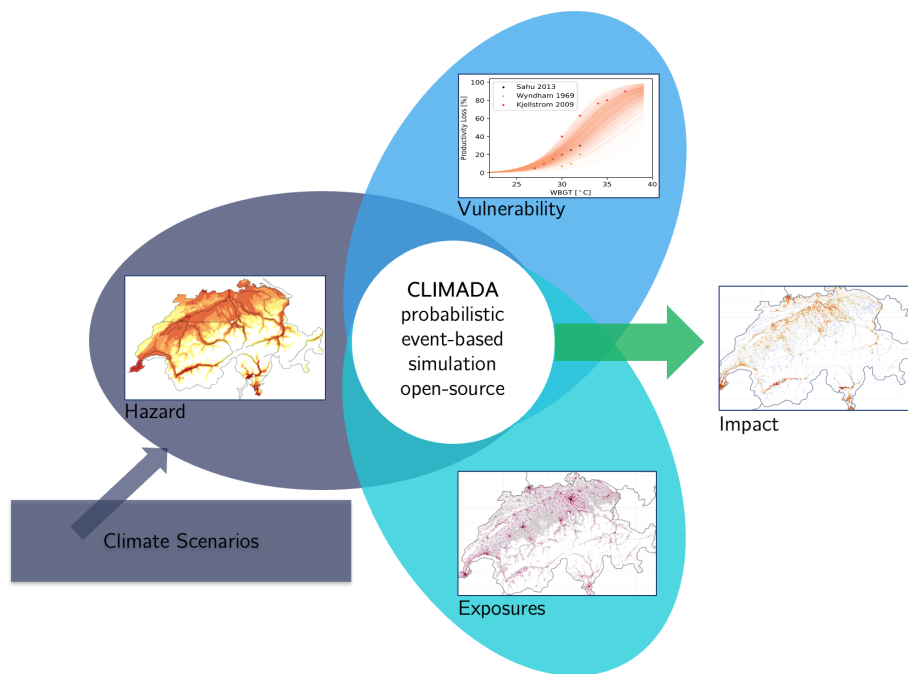 Productivity Loss [%]
100
80
60
40
20
0
Sahu 2013
Wyndham 1969
Kjellstrom 2009
25
30
35
40
WBGT [°C]
Vulnerability
CLIMADA
probabilistic
event-based
simulation
open-source
Hazard
Impact
Climate Scenarios
Exposures